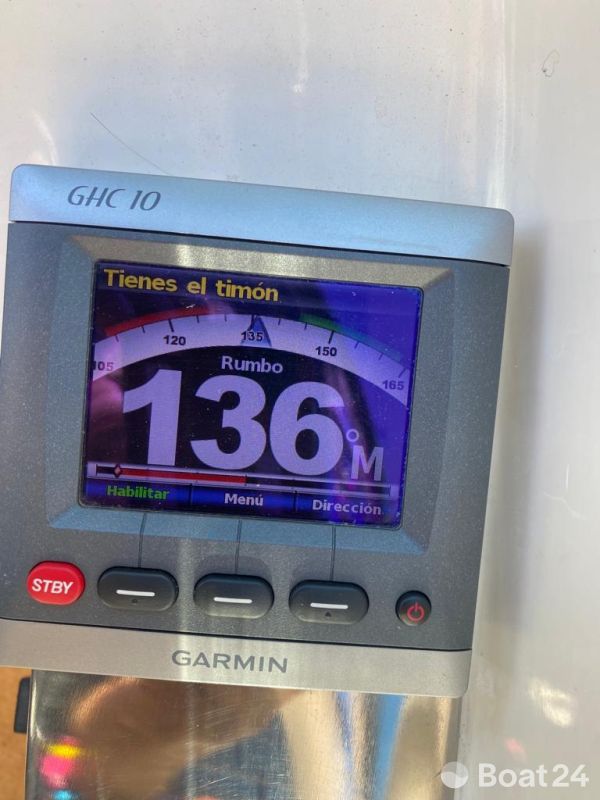 GHC 10
Tienes el timón
105 120 135 150 165
Rumbo
136°M
Habilitar Menú Dirección
STBY
GARMIN
Boat24